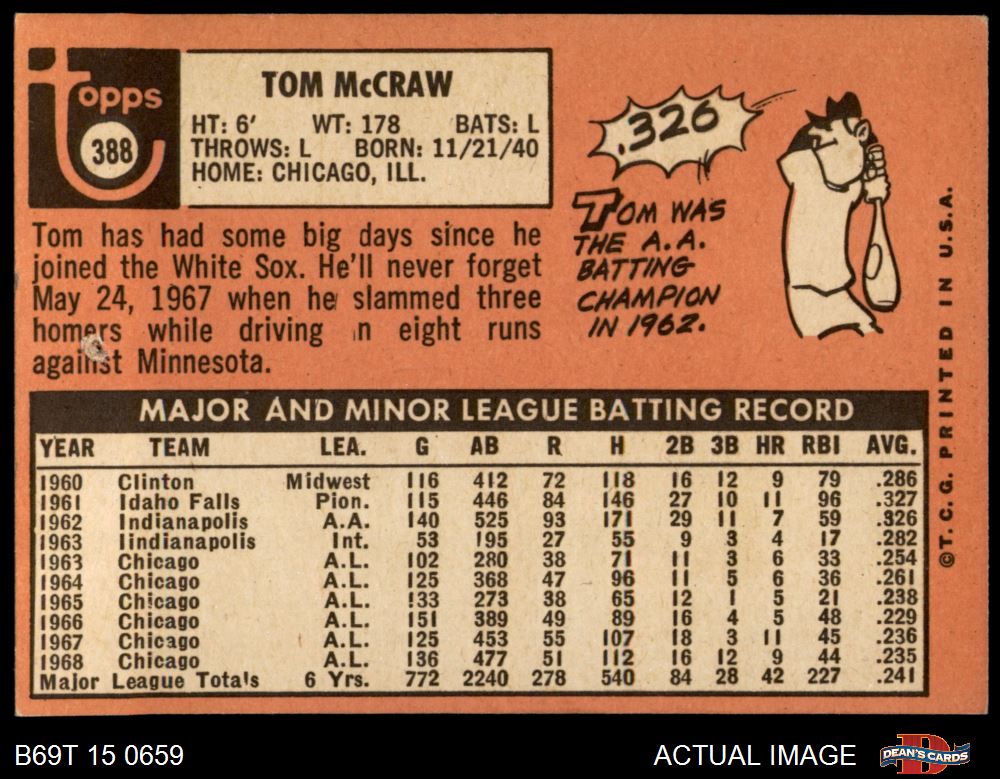 topps
388
TOM McCRAW
HT: 6' WT: 178 BATS: L
THROWS: L BORN: 11/21/40
HOME: CHICAGO, ILL.
Tom has had some big days since he
joined the White Sox. He'll never forget
May 24, 1967 when he slammed three
homers while driving in eight runs
against Minnesota.
.326
TOM WAS
THE A.A.
BATTING
CHAMPION
IN 1962.
©T.C.G. PRINTED IN U.S.A.
MAJOR AND MINOR LEAGUE BATTING RECORD
YEAR TEAM LEA. G AB R H 2B 3B HR RBI AVG.
1960 Clinton Midwest 116 412 72 118 16 12 9 79 .286
1961 Idaho Falls Pion. 115 446 84 146 27 10 11 96 .327
1962 Indianapolis A.A. 140 525 93 171 29 11 7 59 .326
1963 Iindianapolis Int. 53 195 27 55 9 3 4 17 .282
1963 Chicago A.L. 102 280 38 71 11 3 6 33 .254
1964 Chicago A.L. 125 368 47 96 11 5 6 36 .261
1965 Chicago A.L. 133 273 38 65 12 1 5 21 .238
1966 Chicago A.L. 151 389 49 89 16 4 5 48 .229
1967 Chicago A.L. 125 453 55 107 18 3 11 45 .236
1968 Chicago A.L. 136 477 51 112 16 12 9 44 .235
Major League Totals 6 Yrs. 772 2240 278 540 84 28 42 227 .241
B69T 15 0659
ACTUAL IMAGE
DEAN'S CARDS